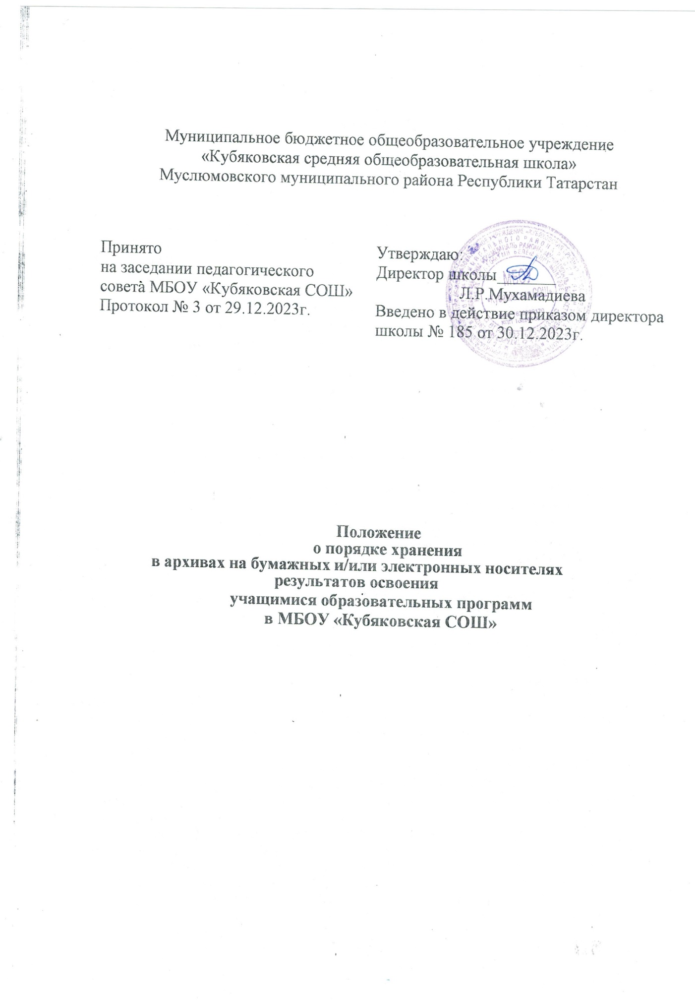 Муниципальное бюджетное общеобразовательное учреждение
«Кубяковская средняя общеобразовательная школа»
Муслюмовского муниципального района Республики Татарстан
Принято
на заседании педагогического
совета МБОУ «Кубяковская СОШ»
Протокол № 3 от 29.12.2023г.
Утверждаю:
Директор школы
Л.Р.Мухамадиева
Введено в действие приказом директора
школы № 185 от 30.12.2023г.
МБОУ
Положение
о порядке хранения
в архивах на бумажных и/или электронных носителях
результатов освоения
учащимися образовательных программ
в МБОУ «Кубяковская СОШ»